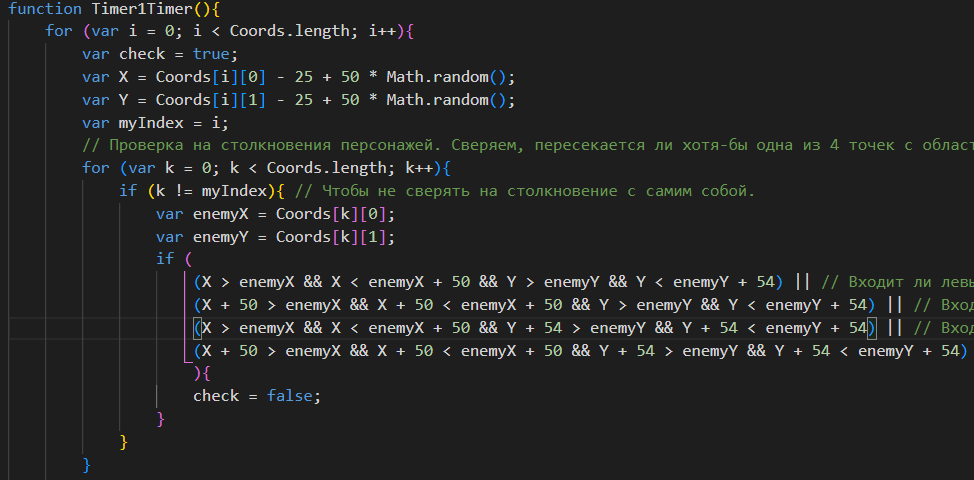 function Timer1Timer(){
for (var i = 0; i < Coords.length; i++){
var check = true;
var X = Coords[i][0] - 25 + 50 * Math.random();
var Y = Coords[i][1] - 25 + 50 * Math.random();
var myIndex = i;
// Проверка на столкновения персонажей. Сверяем, пересекается ли хотя-бы одна из 4 точек с област
for (var k = 0; k < Coords.length; k++){
if (k != myIndex){ // Чтобы не сверять на столкновение с самим собой.
var enemyX = Coords[k][0];
var enemyY = Coords[k][1];
if (
(X > enemyX && X < enemyX + 50 && Y > enemyY && Y < enemyY + 54) || // Входит ли левы
(X + 50 > enemyX && X + 50 < enemyX + 50 && Y > enemyY && Y < enemyY + 54) || // Вход
(X > enemyX && X < enemyX + 50 && Y + 54 > enemyY && Y + 54 < enemyY + 54) || // Вход
(X + 50 > enemyX && X + 50 < enemyX + 50 && Y + 54 > enemyY && Y + 54 < enemyY + 54)
){
check = false;
}
}
}